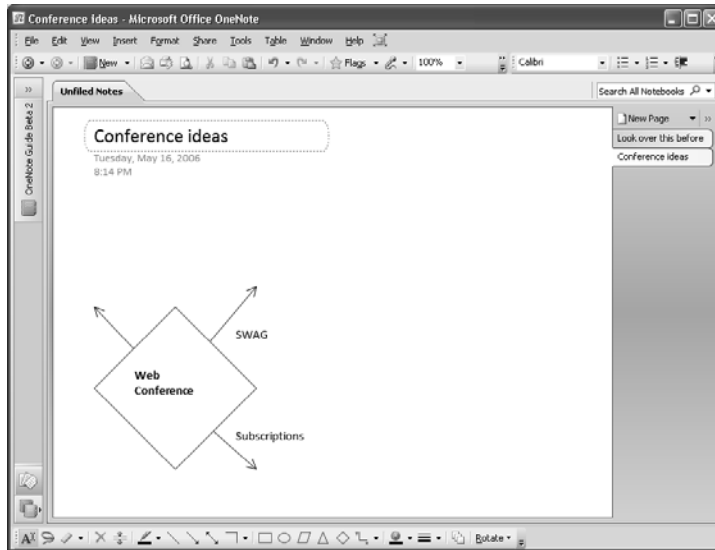 Conference Ideas - Microsoft Office OneNote
File Edit View Insert Format Share Tools Table Window Help
New Flags 100% Calibri
Unfiled Notes
Search All Notebooks
OneNote Guide Beta 2
New Page
Look over this before
Conference ideas
Conference ideas
Tuesday, May 16, 2006
8:14 PM
SWAG
Web
Conference
Subscriptions
Rotate